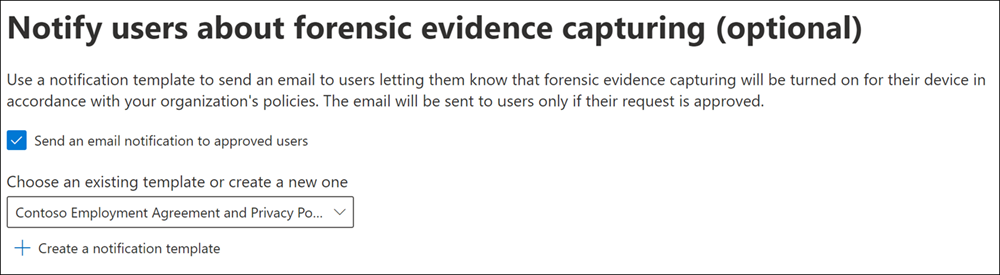 Notify users about forensic evidence capturing (optional)
Use a notification template to send an email to users letting them know that forensic evidence capturing will be turned on for their device in
accordance with your organization's policies. The email will be sent to users only if their request is approved.
Send an email notification to approved users
Choose an existing template or create a new one
Contoso Employment Agreement and Privacy Po...
Create a notification template